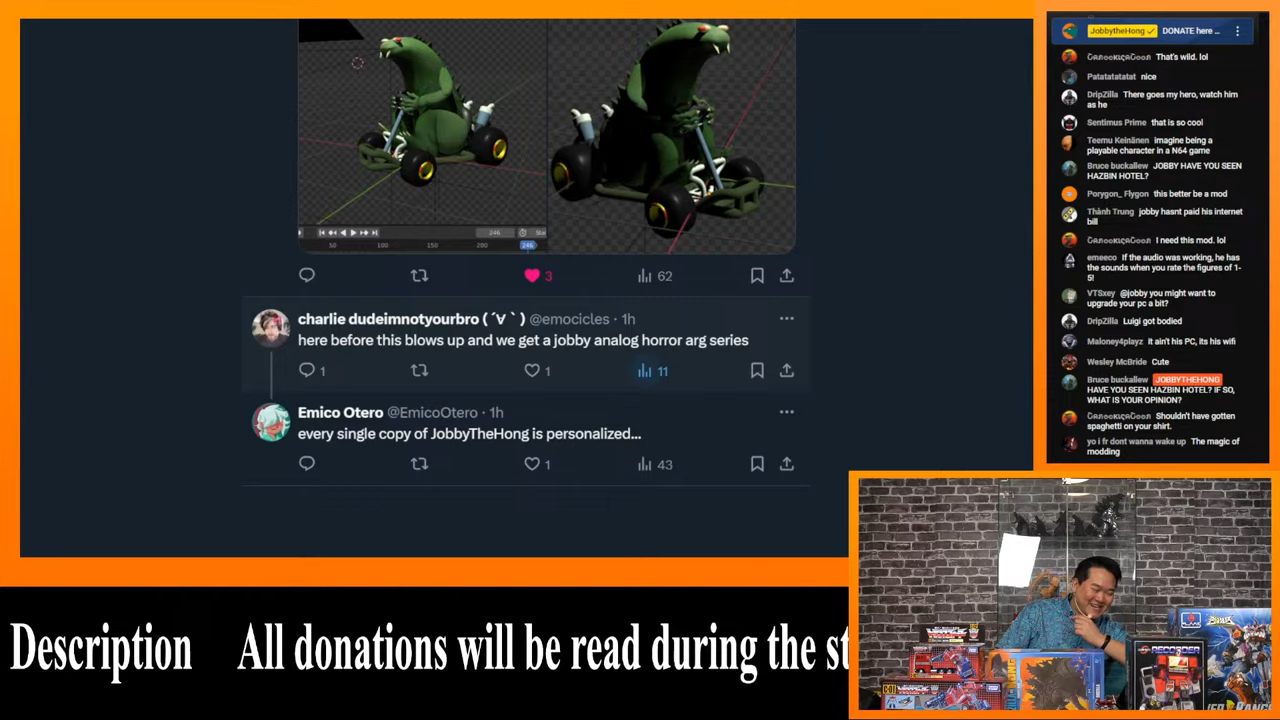 246
Sta
50
100
150
200
246
3
62
charlie dudeimnotyourbro ( ´∀ ` ) @emocicles · 1h
here before this blows up and we get a jobby analog horror arg series
1
1
11
Emico Otero @EmicoOtero · 1h
every single copy of JobbyTheHong is personalized...
1
43
JobbytheHong DONATE here ...
That's wild. lol
Patatatatatat nice
DripZilla There goes my hero, watch him
as he
Sentimus Prime that is so cool
Teemu Keinänen imagine being a
playable character in a N64 game
Bruce buckallew JOBBY HAVE YOU SEEN
HAZBIN HOTEL?
Porygon_ Flygon this better be a mod
Thành Trung jobby hasnt paid his internet
bill
I need this mod. lol
emeeco If the audio was working, he has
the sounds when you rate the figures of 1-
5!
VTSxey @jobby you might want to
upgrade your pc a bit?
DripZilla Luigi got bodied
Maloney4playz it ain't his PC, its his wifi
Wesley McBride Cute
Bruce buckallew JOBBYTHEHONG
HAVE YOU SEEN HAZBIN HOTEL? IF SO,
WHAT IS YOUR OPINION?
Shouldn't have gotten
spaghetti on your shirt.
yo i fr dont wanna wake up The magic of
modding
RECORDER
Description All donations will be read during the st